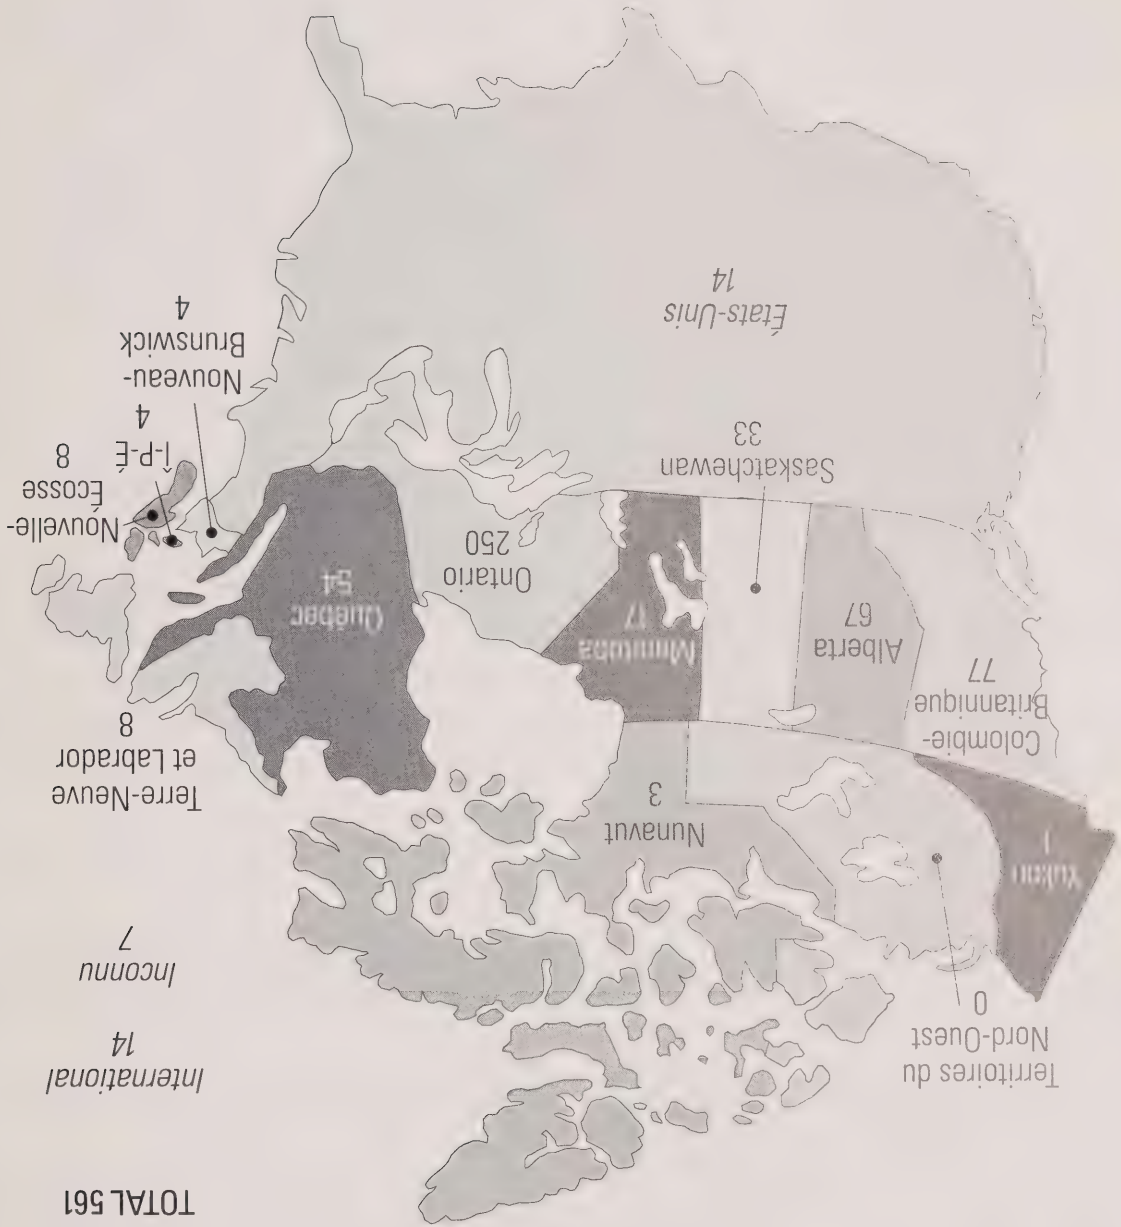 TOTAL 561
Territoires du
Nord-Ouest
0
International
14
Inconnu
7
Yukon
1
Nunavut
3
Terre-Neuve
et Labrador
8
Colombie-
Britannique
77
Alberta
67
Manitoba
17
Québec
54
Ontario
250
Nouvelle-
Écosse
8
Î-P-É
4
Saskatchewan
33
Nouveau-
Brunswick
4
États-Unis
14